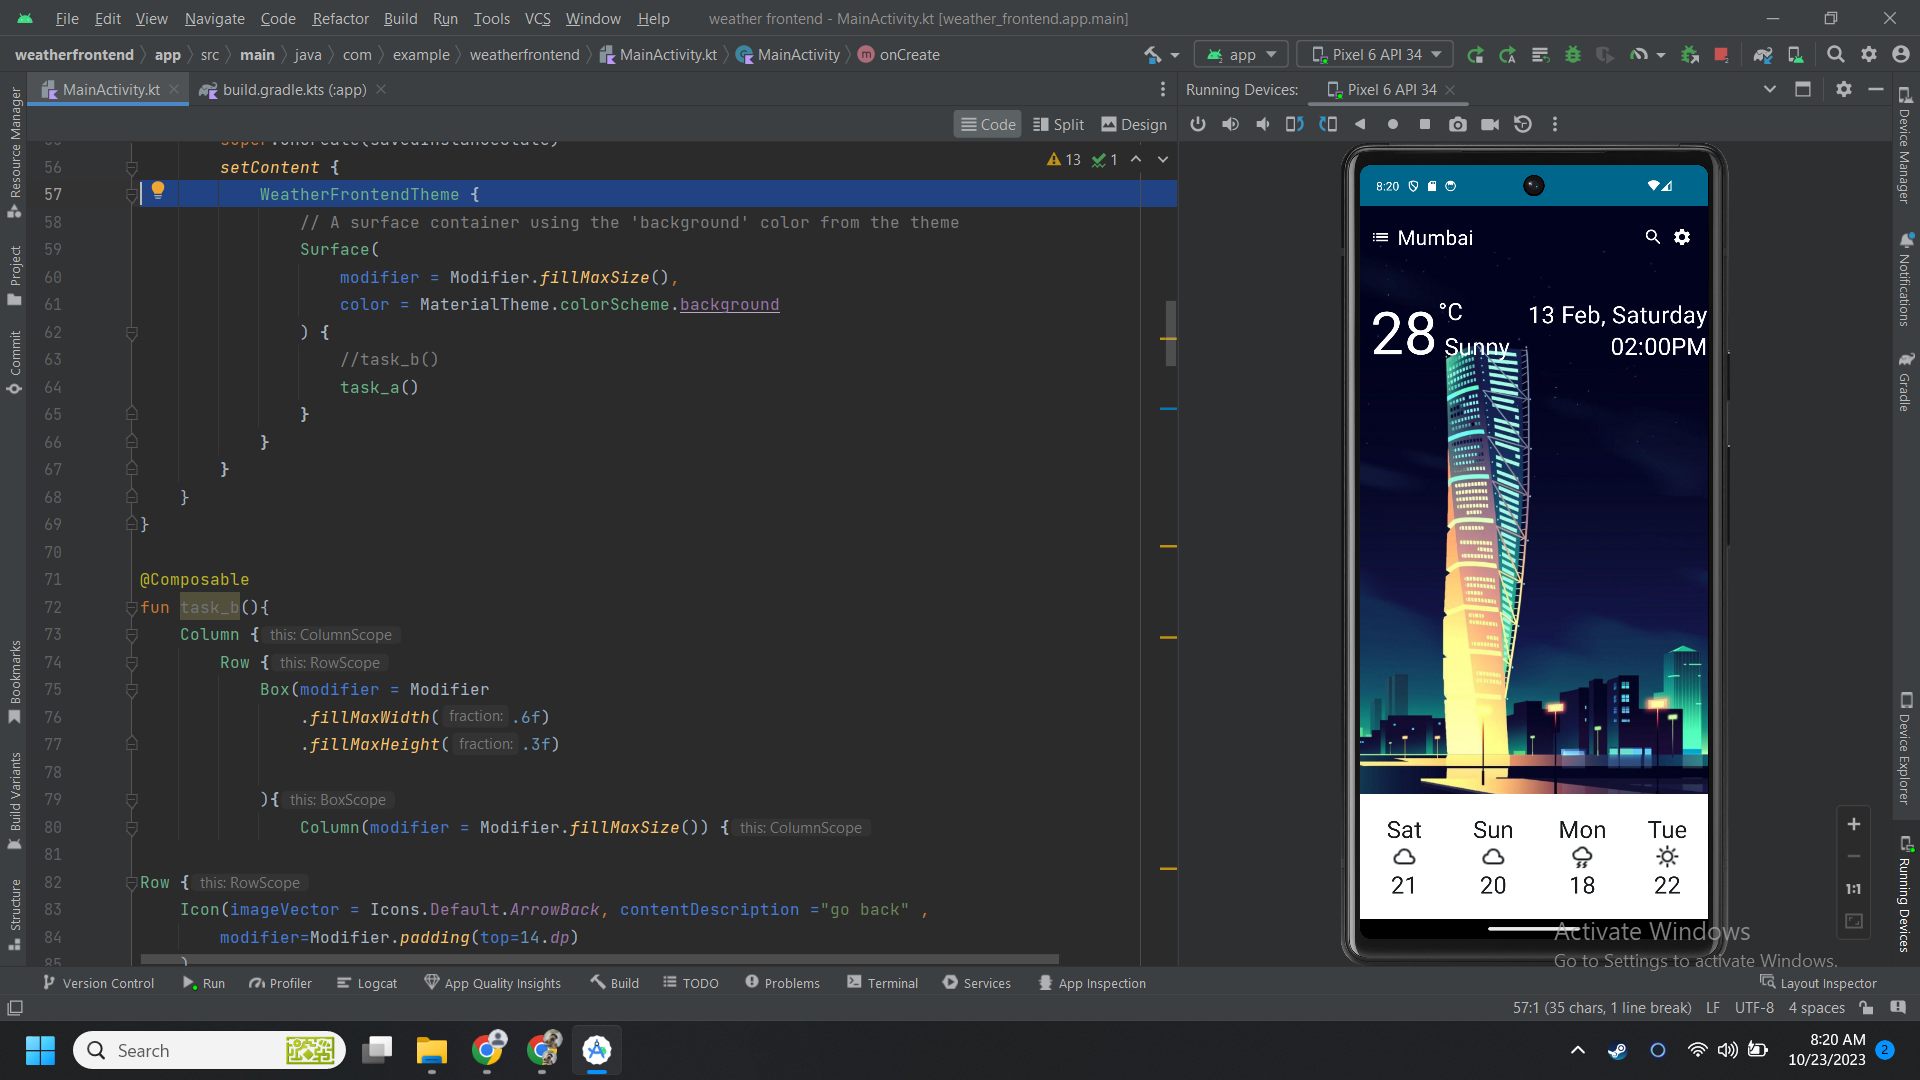 File Edit View Navigate Code Refactor Build Run Tools VCS Window Help weather frontend - MainActivity.kt [weather_frontend.app.main]
weatherfrontend app src main java com example weatherfrontend MainActivity.kt MainActivity onCreate app Pixel 6 API 34
MainActivity.kt build.gradle.kts (:app) Running Devices: Pixel 6 API 34
Code Split Design
13 1
56 setContent {
57 WeatherFrontendTheme {
58 // A surface container using the 'background' color from the theme
59 Surface(
60 modifier = Modifier.fillMaxSize(),
61 color = MaterialTheme.colorScheme.background
62 ) {
63 //task_b()
64 task_a()
65 }
66 }
67 }
68 }
69 }
70
71 @Composable
72 fun task_b(){
73 Column { this: ColumnScope
74 Row { this: RowScope
75 Box(modifier = Modifier
76 .fillMaxWidth( fraction: .6f)
77 .fillMaxHeight( fraction: .3f)
78
79 ){ this: BoxScope
80 Column(modifier = Modifier.fillMaxSize()) { this: ColumnScope
81
82 Row { this: RowScope
83 Icon(imageVector = Icons.Default.ArrowBack, contentDescription ="go back" ,
84 modifier=Modifier.padding(top=14.dp)
85 )
Resource Manager
Project
Commit
Bookmarks
Build Variants
Structure
8:20
Mumbai
28 °C Sunny
13 Feb, Saturday
02:00PM
Sat Sun Mon Tue
21 20 18 22
1:1
Device Manager
Notifications
Gradle
Device Explorer
Running Devices
Activate Windows
Go to Settings to activate Windows.
Version Control Run Profiler Logcat App Quality Insights Build TODO Problems Terminal Services App Inspection Layout Inspector
57:1 (35 chars, 1 line break) LF UTF-8 4 spaces
Search
8:20 AM
10/23/2023
2